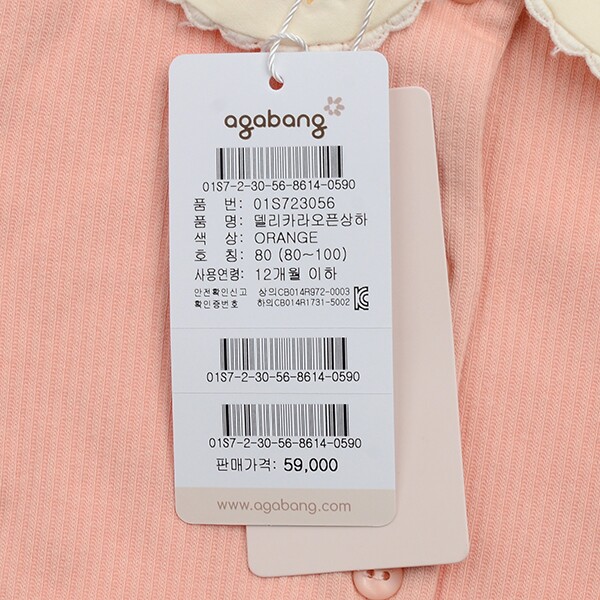 agabang
01S7-2-30-56-8614-0590
품 번: 01S723056
품 명: 델리카라오픈상하
색 상: ORANGE
호 칭: 80 (80~100)
사용연령: 12개월 이하
안전확인신고 상의CB014R972-0003
확인증번호 하의CB014R1731-5002
01S7-2-30-56-8614-0590
01S7-2-30-56-8614-0590
판매가격: 59,000
www.agabang.com